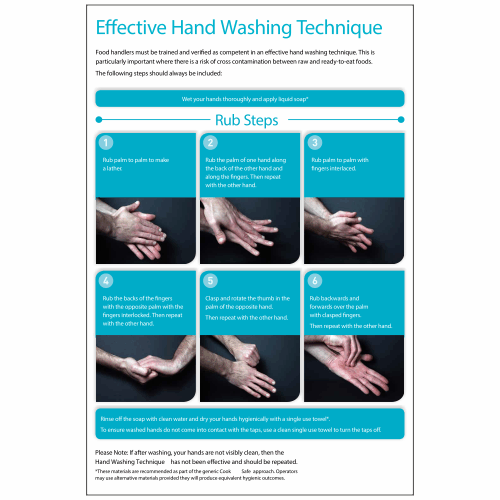 Effective Hand Washing Technique
Food handlers must be trained and verified as competent in an effective hand washing technique. This is
particularly important where there is a risk of cross contamination between raw and ready-to-eat foods.
The following steps should always be included:
Wet your hands thoroughly and apply liquid soap*
Rub Steps
1
Rub palm to palm to make
a lather.
2
Rub the palm of one hand along
the back of the other hand and
along the fingers. Then repeat
with the other hand.
3
Rub palm to palm with
fingers interlaced.
4
Rub the backs of the fingers
with the opposite palm with the
fingers interlocked. Then repeat
with the other hand.
5
Clasp and rotate the thumb in the
palm of the opposite hand.
Then repeat with the other hand.
6
Rub backwards and
forwards over the palm
with clasped fingers.
Then repeat with the other hand.
Rinse off the soap with clean water and dry your hands hygienically with a single use towel*.
To ensure washed hands do not come into contact with the taps, use a clean single use towel to turn the taps off.
Please Note: If after washing, your hands are not visibly clean, then the
Hand Washing Technique has not been effective and should be repeated.
*These materials are recommended as part of the generic Cook Safe approach. Operators
may use alternative materials provided they will produce equivalent hygienic outcomes.